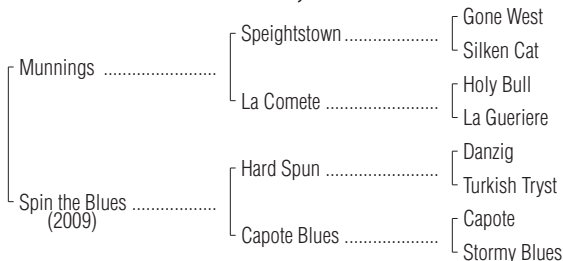 Gone West
Speightstown ....................
Silken Cat
Munnings ........................
Holy Bull
La Comete ........................
La Gueriere
Danzig
Hard Spun ........................
Turkish Tryst
Spin the Blues ..................
(2009)
Capote
Capote Blues ....................
Stormy Blues